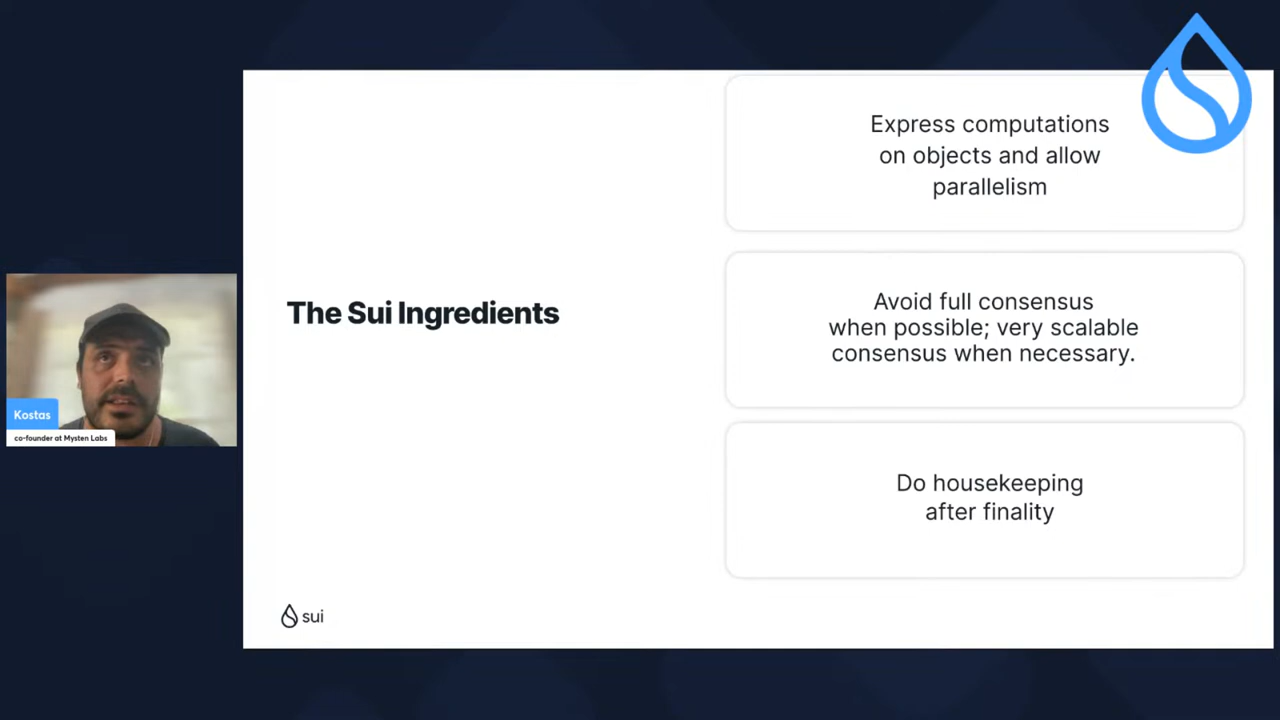 Express computations
on objects and allow
parallelism
The Sui Ingredients
Avoid full consensus
when possible; very scalable
consensus when necessary.
Kostas
co-founder at Mysten Labs
Do housekeeping
after finality
sui